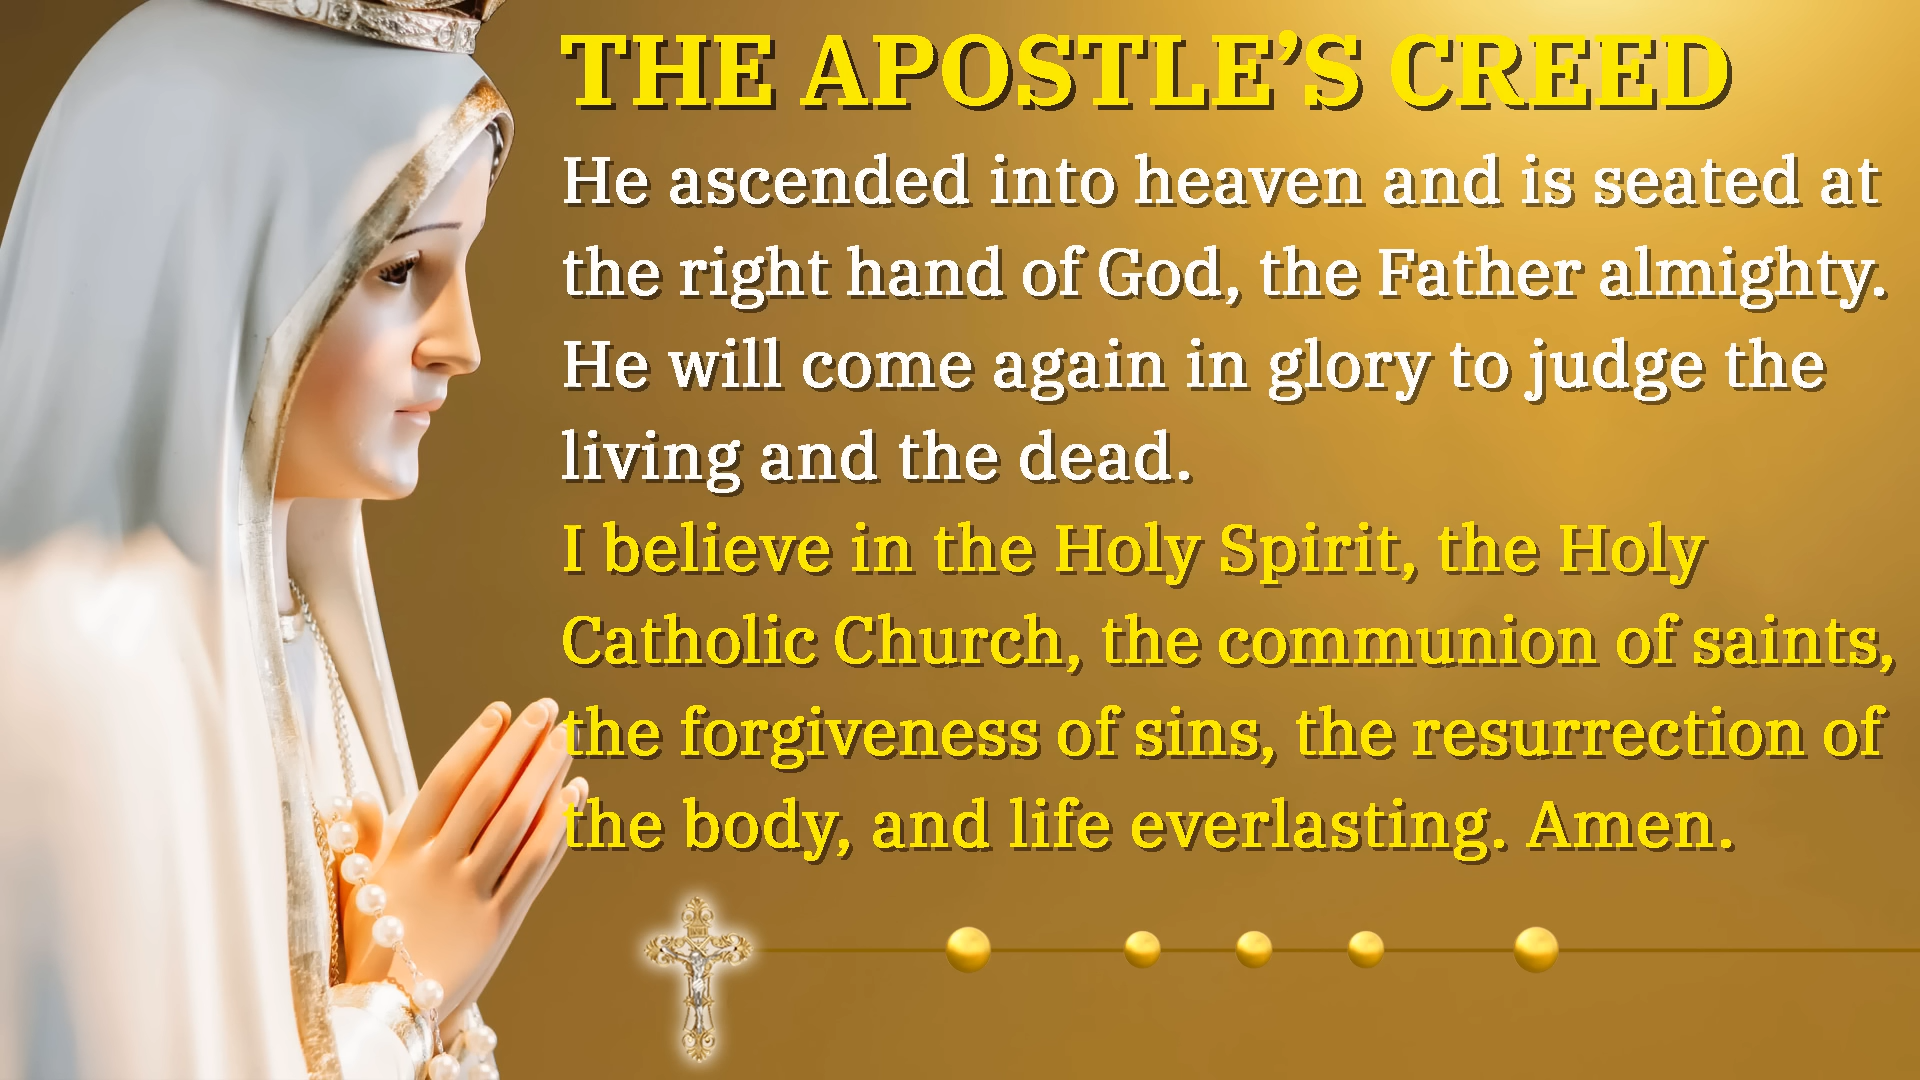 THE APOSTLE’S CREED
He ascended into heaven and is seated at
the right hand of God, the Father almighty.
He will come again in glory to judge the
living and the dead.
I believe in the Holy Spirit, the Holy
Catholic Church, the communion of saints,
the forgiveness of sins, the resurrection of
the body, and life everlasting. Amen.